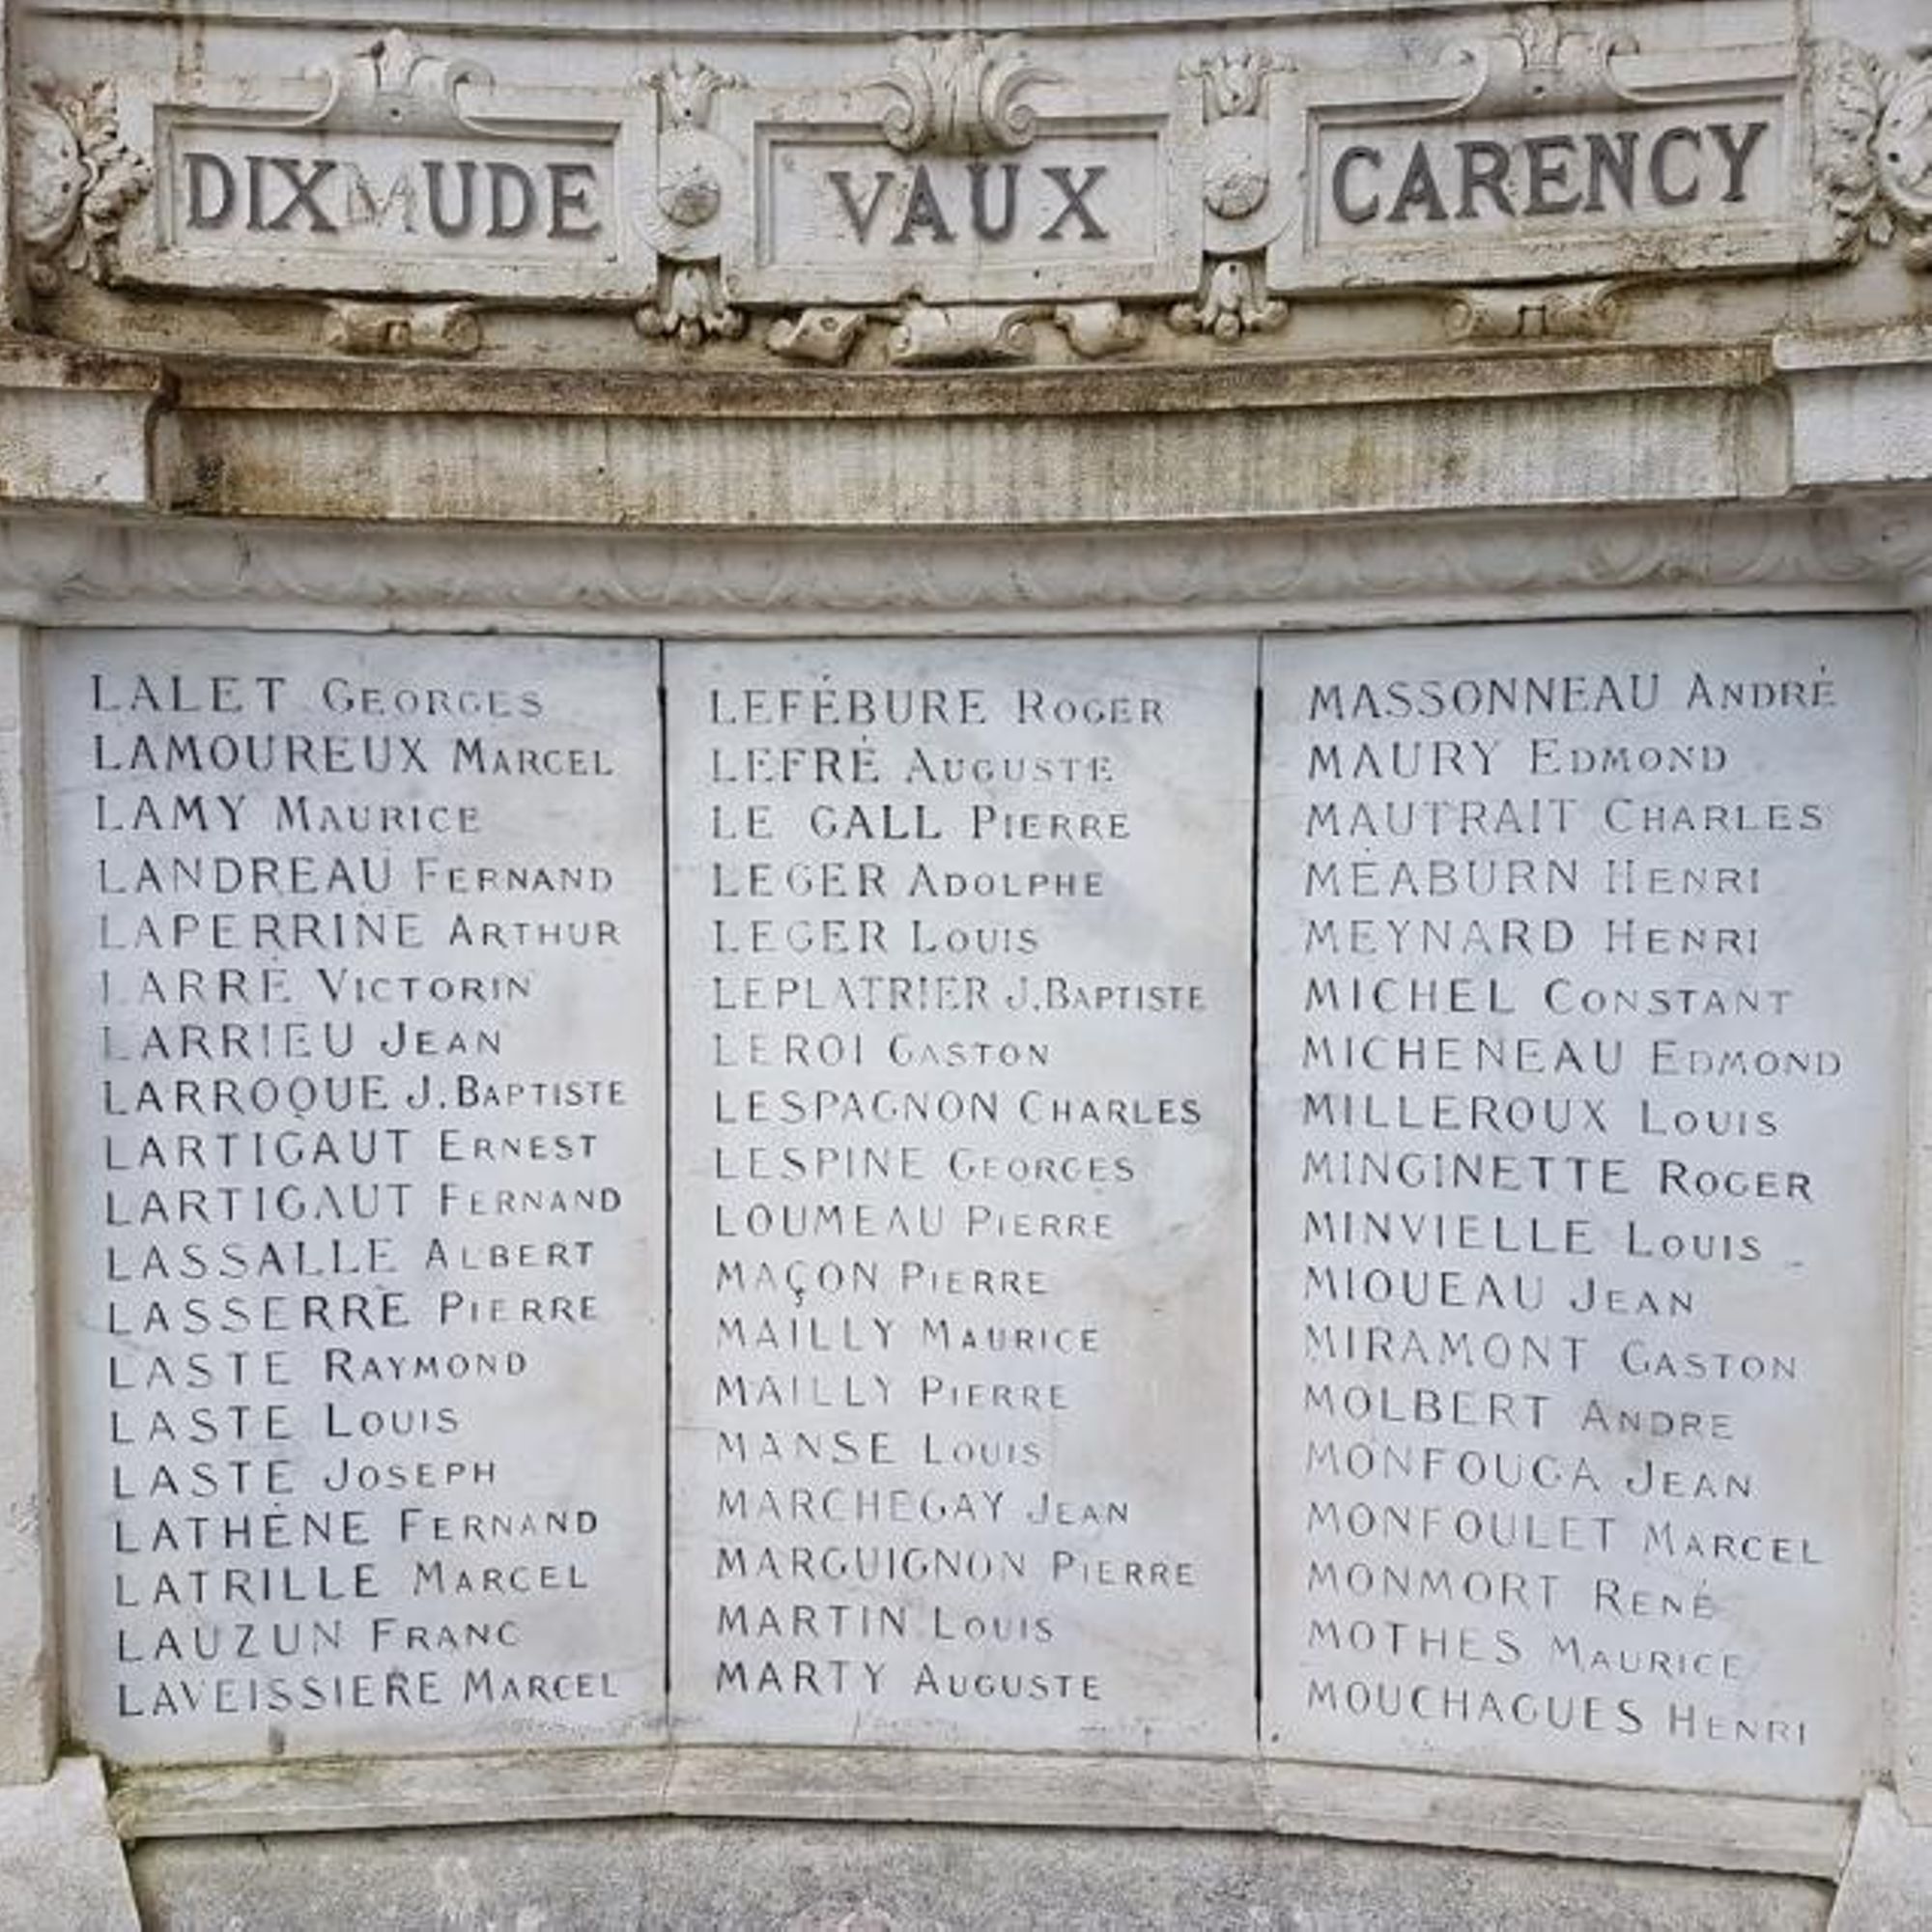 DIXMUDE VAUX CARENCY
LALET GEORGES
LAMOUREUX MARCEL
LAMY MAURICE
LANDREAU FERNAND
LAPERRINE ARTHUR
LARRÉ VICTORIN
LARRIEU JEAN
LARROQUE J.BAPTISTE
LARTIGAUT ERNEST
LARTIGAUT FERNAND
LASSALLE ALBERT
LASSERRE PIERRE
LASTE RAYMOND
LASTE LOUIS
LASTE JOSEPH
LATHÈNE FERNAND
LATRILLE MARCEL
LAUZUN FRANC
LAVEISSIÈRE MARCEL
LEFÉBURE ROGER
LEFRÉ AUGUSTE
LE GALL PIERRE
LEGER ADOLPHE
LEGER LOUIS
LEPLATRIER J.BAPTISTE
LEROI GASTON
LESPAGNON CHARLES
LESPINE GEORGES
LOUMEAU PIERRE
MAÇON PIERRE
MAILLY MAURICE
MAILLY PIERRE
MANSE LOUIS
MARCHEGAY JEAN
MARGUIGNON PIERRE
MARTIN LOUIS
MARTY AUGUSTE
MASSONNEAU ANDRÉ
MAURY EDMOND
MAUTRAIT CHARLES
MÉABURN HENRI
MEYNARD HENRI
MICHEL CONSTANT
MICHENEAU EDMOND
MILLEROUX LOUIS
MINGINETTE ROGER
MINVIELLE LOUIS
MIQUEAU JEAN
MIRAMONT GASTON
MOLBERT ANDRE
MONFOUGA JEAN
MONFOULET MARCEL
MONMORT RENÉ
MOTHES MAURICE
MOUCHAGUES HENRI